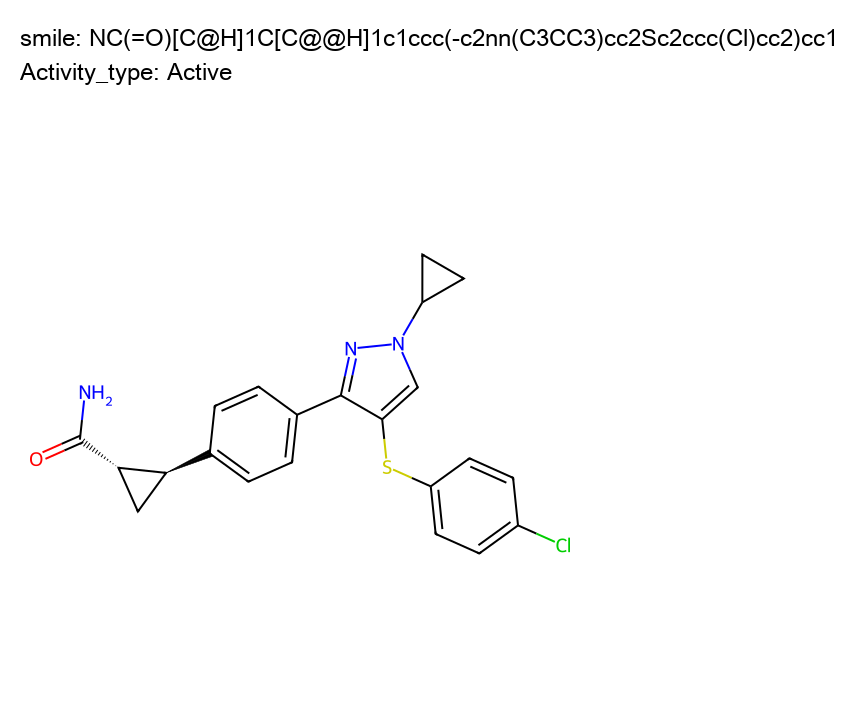 smile: NC(=O)[C@H]1C[C@@H]1c1ccc(-c2nn(C3CC3)cc2Sc2ccc(Cl)cc2)cc1
Activity_type: Active
N
N
NH2
O
S
Cl